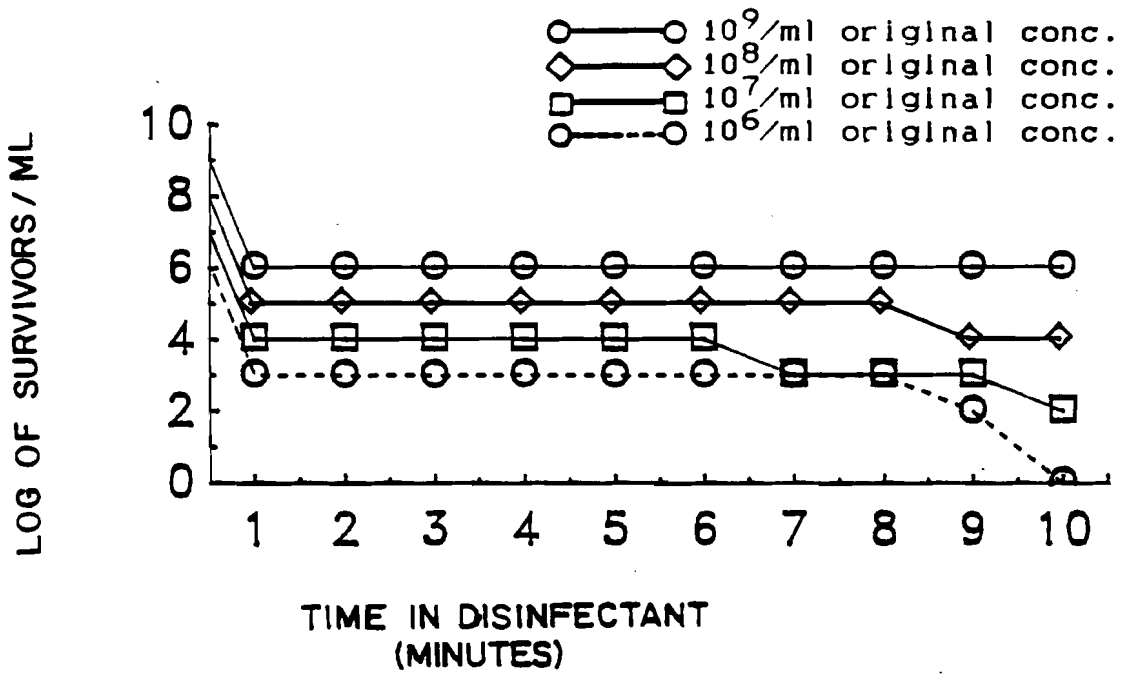 10⁹/ml original conc.
10⁸/ml original conc.
10⁷/ml original conc.
10⁶/ml original conc.
LOG OF SURVIVORS/ML
10
8
6
4
2
0
1 2 3 4 5 6 7 8 9 10
TIME IN DISINFECTANT
(MINUTES)